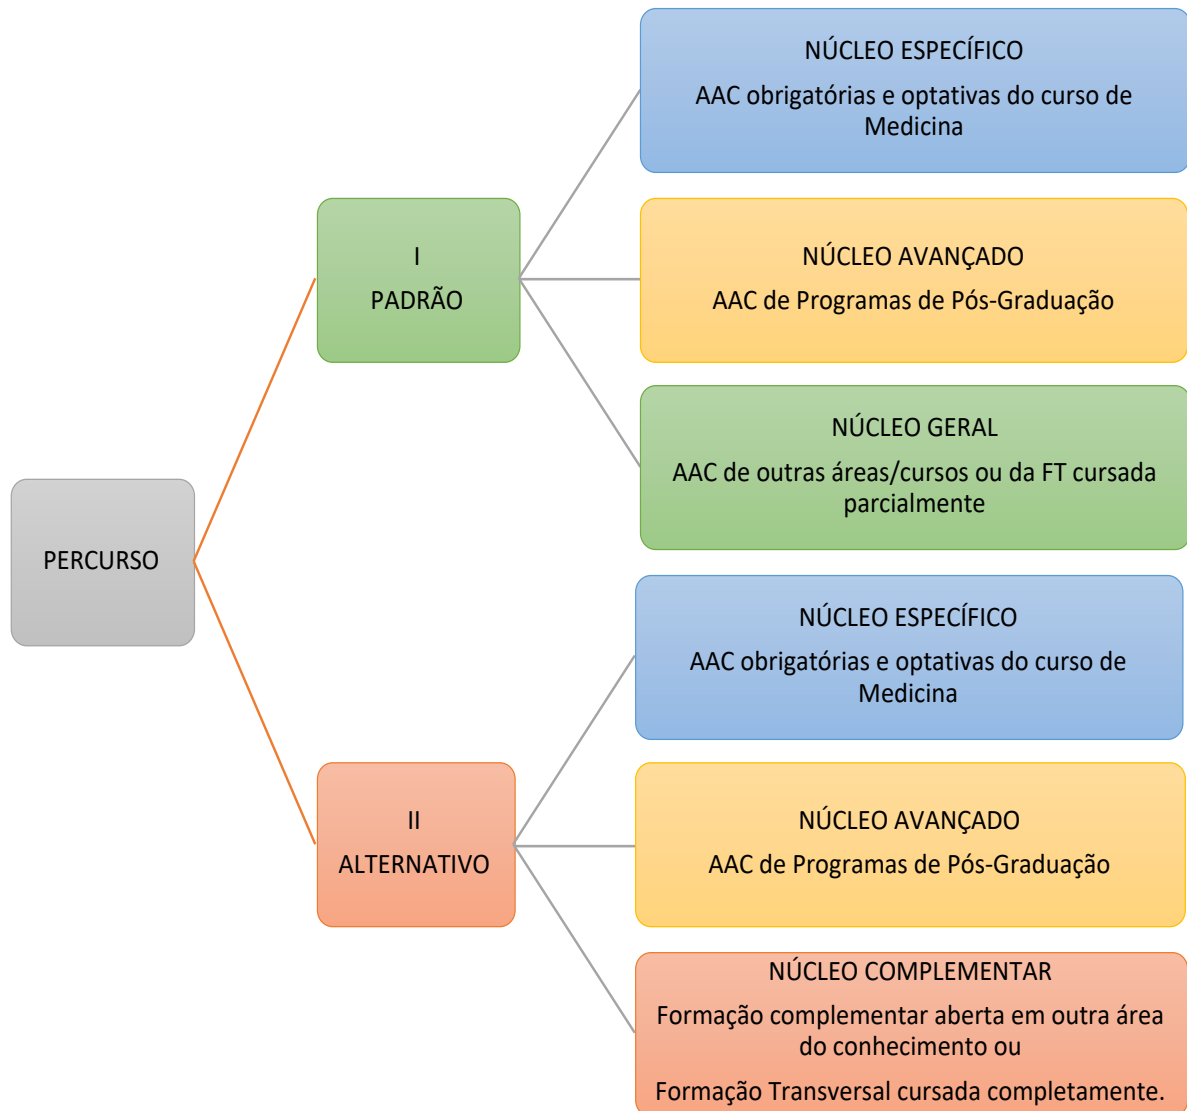 NÚCLEO ESPECÍFICO
AAC obrigatórias e optativas do curso de
Medicina
I
PADRÃO
NÚCLEO AVANÇADO
AAC de Programas de Pós-Graduação
NÚCLEO GERAL
AAC de outras áreas/cursos ou da FT cursada
parcialmente
PERCURSO
NÚCLEO ESPECÍFICO
AAC obrigatórias e optativas do curso de
Medicina
II
ALTERNATIVO
NÚCLEO AVANÇADO
AAC de Programas de Pós-Graduação
NÚCLEO COMPLEMENTAR
Formação complementar aberta em outra área
do conhecimento ou
Formação Transversal cursada completamente.